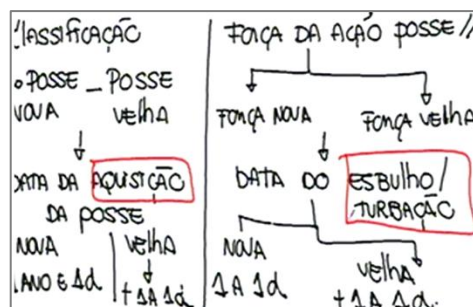 CLASSIFICAÇÃO
POSSE _ POSSE
NOVA VELHA
DATA DA AQUISIÇÃO
DA POSSE
NOVA VELHA
1 ANO E 1d + 1A 1d
FORÇA DA AÇÃO POSSE//
FORÇA NOVA FORÇA VELHA
DATA DO ESBULHO/
TURBAÇÃO
NOVA VELHA
1A 1d + 1A 1d.